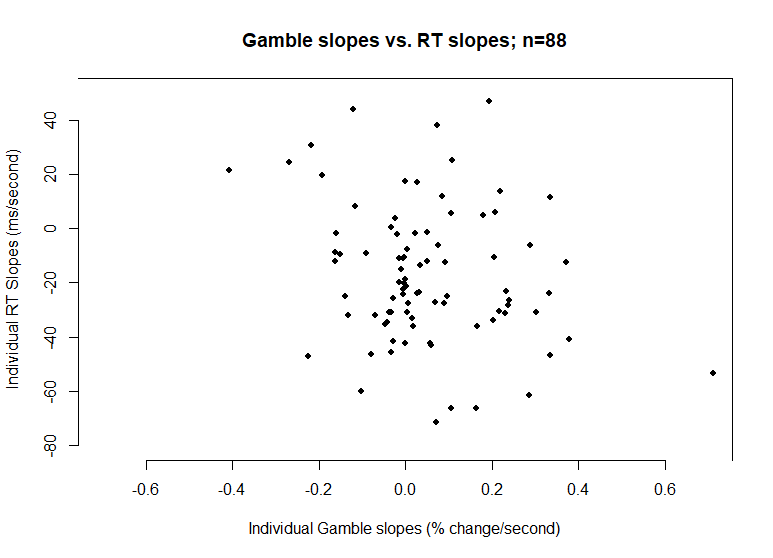 Gamble slopes vs. RT slopes; n=88
Individual RT Slopes (ms/second)
40
20
0
-20
-40
-60
-80
-0.6 -0.4 -0.2 0.0 0.2 0.4 0.6
Individual Gamble slopes (% change/second)